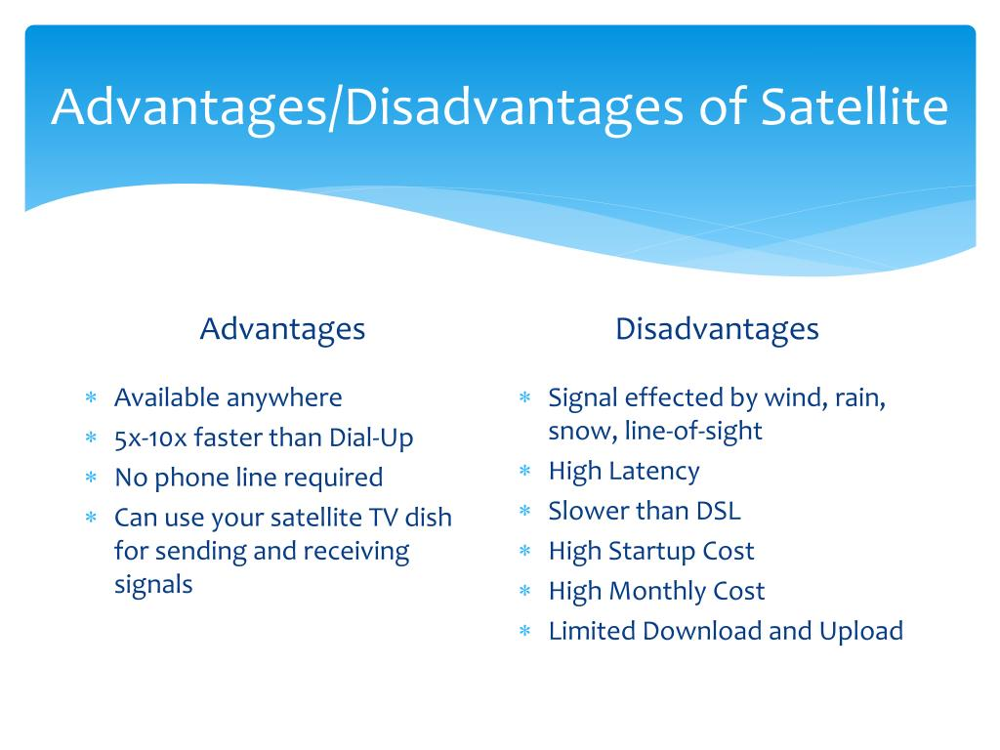 Advantages/Disadvantages of Satellite
Advantages
* Available anywhere
* 5x-10x faster than Dial-Up
* No phone line required
* Can use your satellite TV dish
for sending and receiving
signals
Disadvantages
* Signal effected by wind, rain,
snow, line-of-sight
* High Latency
* Slower than DSL
* High Startup Cost
* High Monthly Cost
* Limited Download and Upload